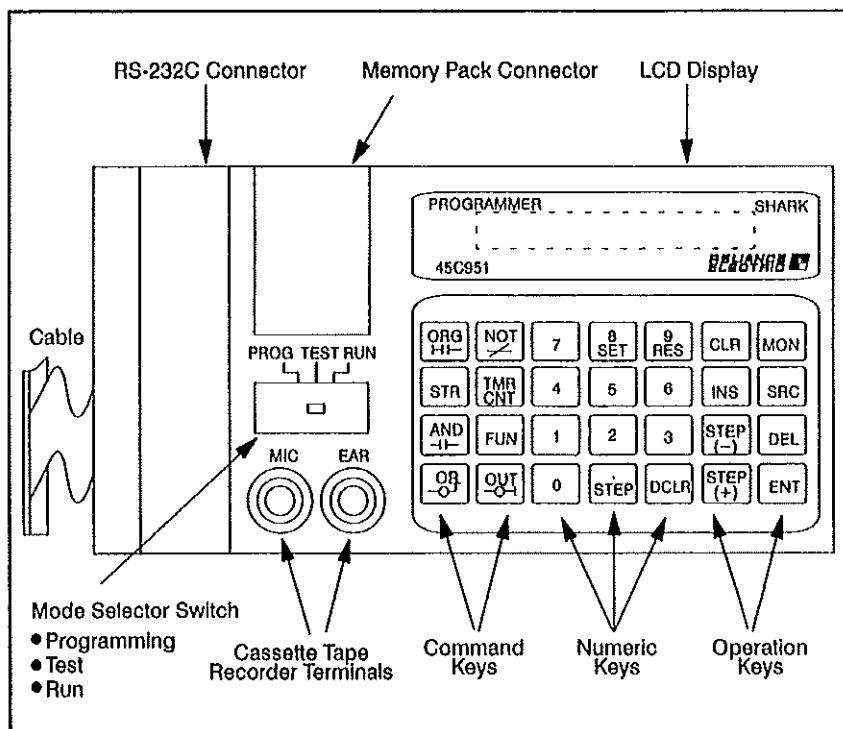 RS-232C Connector
Memory Pack Connector
LCD Display
PROGRAMMER
SHARK
45C951
RELIANCE
ELECTRIC
Cable
PROG TEST RUN
MIC
EAR
ORG
NOT
7
8
SET
9
RES
CLR
MON
STR
TMR
CNT
4
5
6
INS
SRC
AND
FUN
1
2
3
STEP
(–)
DEL
OR
OUT
0
.
STEP
DCLR
STEP
(+)
ENT
Mode Selector Switch
● Programming
● Test
● Run
Cassette Tape
Recorder Terminals
Command
Keys
Numeric
Keys
Operation
Keys